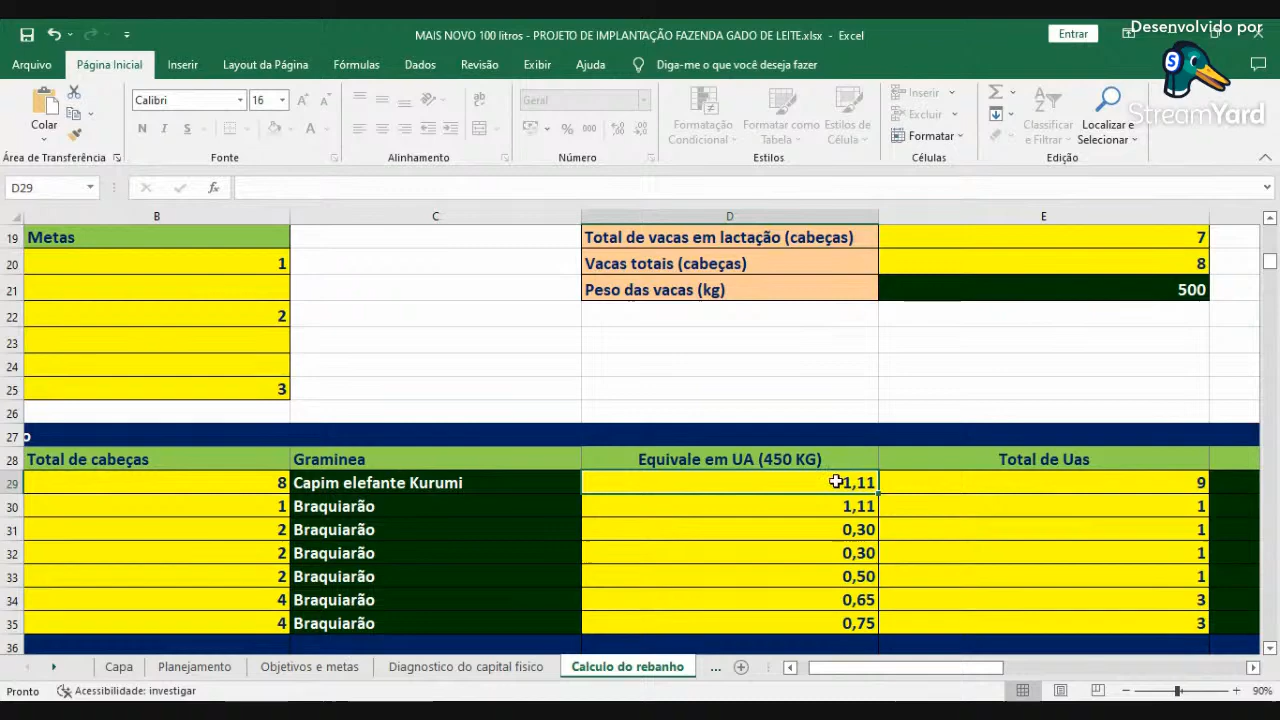 Desenvolvido por
StreamYard
MAIS NOVO 100 litros - PROJETO DE IMPLANTAÇÃO FAZENDA GADO DE LEITE.xlsx - Excel
Entrar
Arquivo Página Inicial Inserir Layout da Página Fórmulas Dados Revisão Exibir Ajuda Diga-me o que você deseja fazer
Colar
Área de Transferência
Calibri 16
N I S
Fonte
ab
Alinhamento
Geral
% 000
Número
Formatação Condicional
Formatar como Tabela
Estilos de Célula
Estilos
Inserir
Excluir
Formatar
Células
Classificar e Filtrar
Localizar e Selecionar
Edição
D29 fx
B C D E
19 Metas Total de vacas em lactação (cabeças) 7
20 1 Vacas totais (cabeças) 8
21 Peso das vacas (kg) 500
22 2
23
24
25 3
26
27 o
28 Total de cabeças Graminea Equivale em UA (450 KG) Total de Uas
29 8 Capim elefante Kurumi 1,11 9
30 1 Braquiarão 1,11 1
31 2 Braquiarão 0,30 1
32 2 Braquiarão 0,30 1
33 2 Braquiarão 0,50 1
34 4 Braquiarão 0,65 3
35 4 Braquiarão 0,75 3
36
Capa Planejamento Objetivos e metas Diagnostico do capital fisico Calculo do rebanho ...
Pronto Acessibilidade: investigar 90%